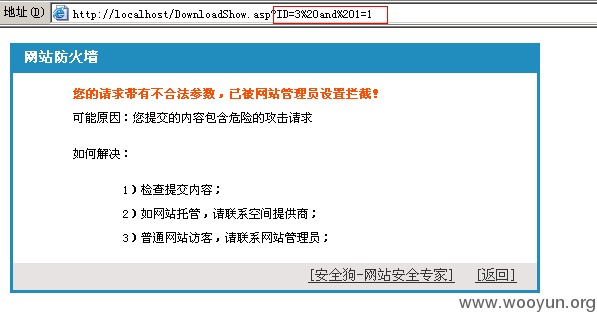 地址(D) http://localhost/DownloadShow.asp?ID=3%20and%201=1
网站防火墙
您的请求带有不合法参数，已被网站管理员设置拦截！
可能原因：您提交的内容包含危险的攻击请求
如何解决：
1）检查提交内容；
2）如网站托管，请联系空间提供商；
3）普通网站访客，请联系网站管理员；
[安全狗-网站安全专家] [返回]
www.wooyun.org